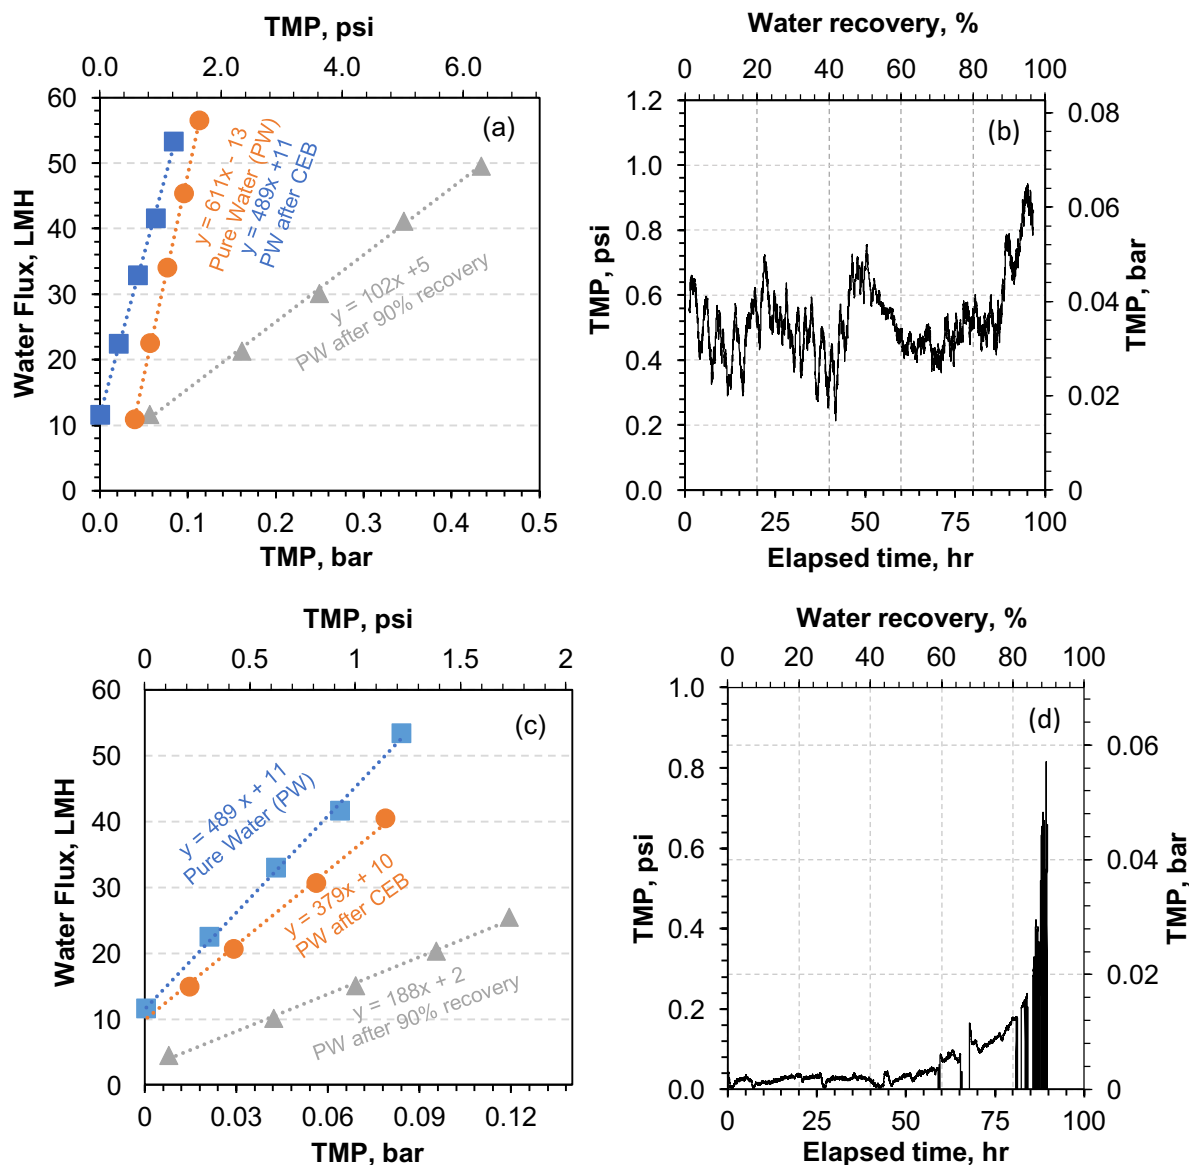 TMP, psi
0.0 2.0 4.0 6.0
60
50
40
30
20
10
0
Water Flux, LMH
(a)
y = 611x - 13
Pure Water (PW)
y = 489x +11
PW after CEB
y = 102x +5
PW after 90% recovery
0.0 0.1 0.2 0.3 0.4 0.5
TMP, bar
Water recovery, %
0 20 40 60 80 100
1.2
1.0
0.8
0.6
0.4
0.2
0.0
TMP, psi
(b)
0.08
0.06
0.04
0.02
0
TMP, bar
0 25 50 75 100
Elapsed time, hr
TMP, psi
0 0.5 1 1.5 2
60
50
40
30
20
10
0
Water Flux, LMH
(c)
y = 489 x + 11
Pure Water (PW)
y = 379x + 10
PW after CEB
y = 188x + 2
PW after 90% recovery
0 0.03 0.06 0.09 0.12
TMP, bar
Water recovery, %
0 20 40 60 80 100
1.0
0.8
0.6
0.4
0.2
0.0
TMP, psi
(d)
0.06
0.04
0.02
0
TMP, bar
0 25 50 75 100
Elapsed time, hr